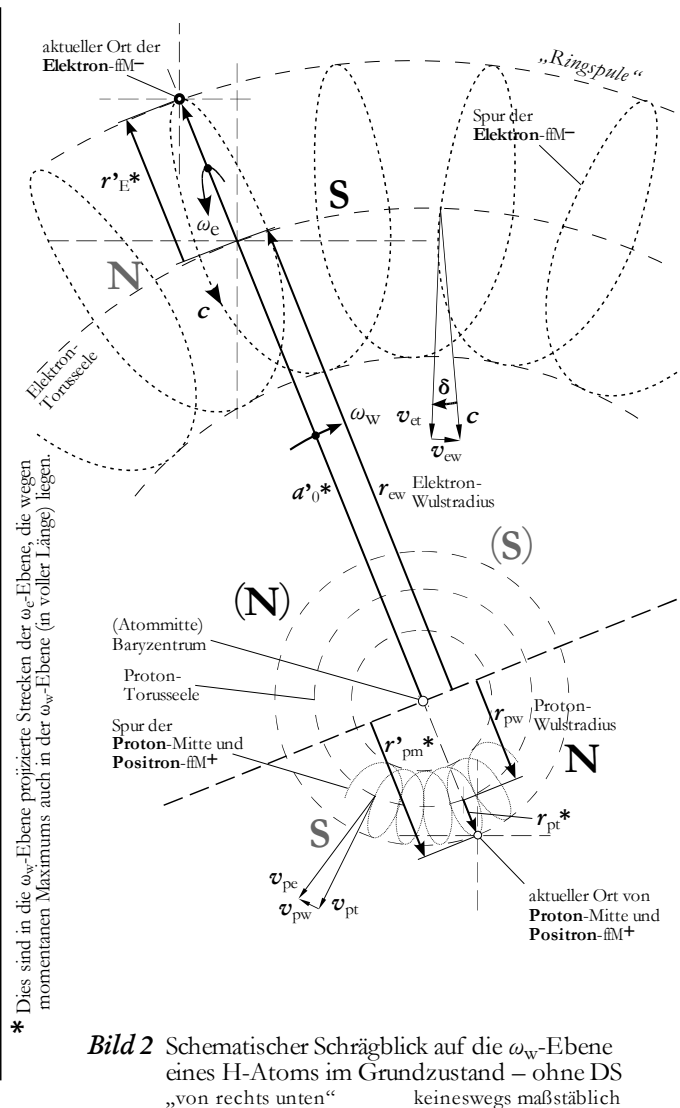 aktueller Ort der
Elektron-ffM–
„Ringspule“
Spur der
Elektron-ffM–
r’E*
S
ωe
N
c
Elektron-
Torusseele
δ
vet
c
vew
ωw
a’0*
rew
Elektron-
Wulstradius
(S)
(N)
(Atommitte)
Baryzentrum
Proton-
Torusseele
rpw
Proton-
Wulstradius
Spur der
Proton-Mitte und
Positron-ffM+
r’pm*
N
S
rpt*
vpe
vpw
vpt
aktueller Ort von
Proton-Mitte und
Positron-ffM+
* Dies sind in die ωw-Ebene projizierte Strecken der ωe-Ebene, die wegen
momentanen Maximums auch in der ωw-Ebene (in voller Länge) liegen.
Bild 2 Schematischer Schrägblick auf die ωw-Ebene
eines H-Atoms im Grundzustand – ohne DS
„von rechts unten“ keineswegs maßstäblich